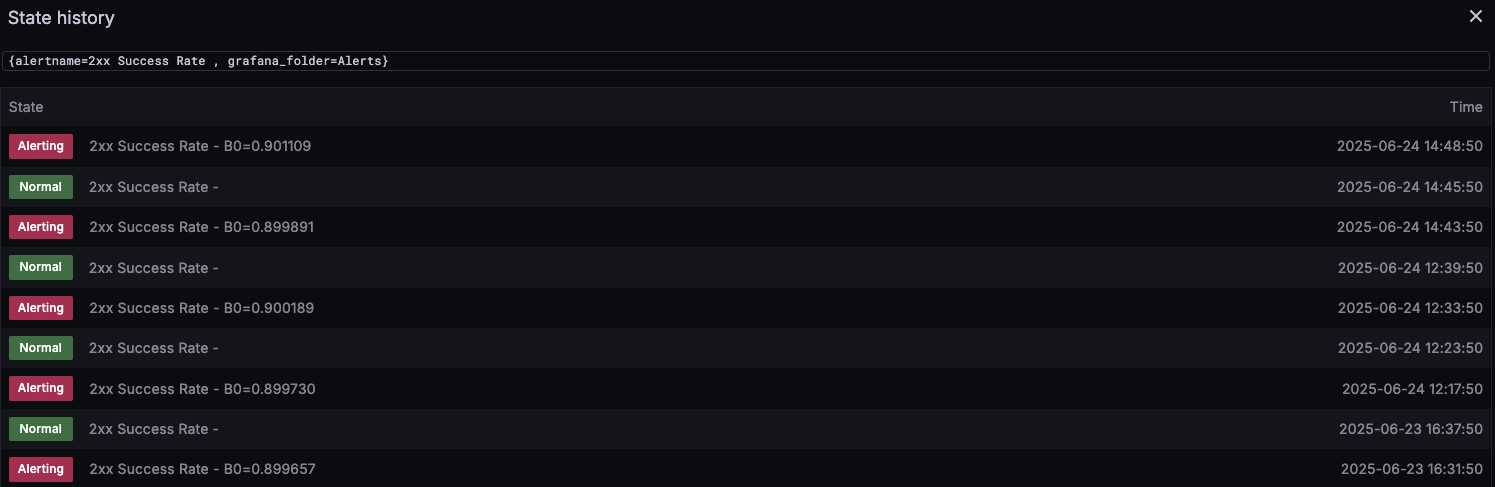 State history
{alertname=2xx Success Rate , grafana_folder=Alerts}
State Time
Alerting 2xx Success Rate - B0=0.901109 2025-06-24 14:48:50
Normal 2xx Success Rate - 2025-06-24 14:45:50
Alerting 2xx Success Rate - B0=0.899891 2025-06-24 14:43:50
Normal 2xx Success Rate - 2025-06-24 12:39:50
Alerting 2xx Success Rate - B0=0.900189 2025-06-24 12:33:50
Normal 2xx Success Rate - 2025-06-24 12:23:50
Alerting 2xx Success Rate - B0=0.899730 2025-06-24 12:17:50
Normal 2xx Success Rate - 2025-06-23 16:37:50
Alerting 2xx Success Rate - B0=0.899657 2025-06-23 16:31:50